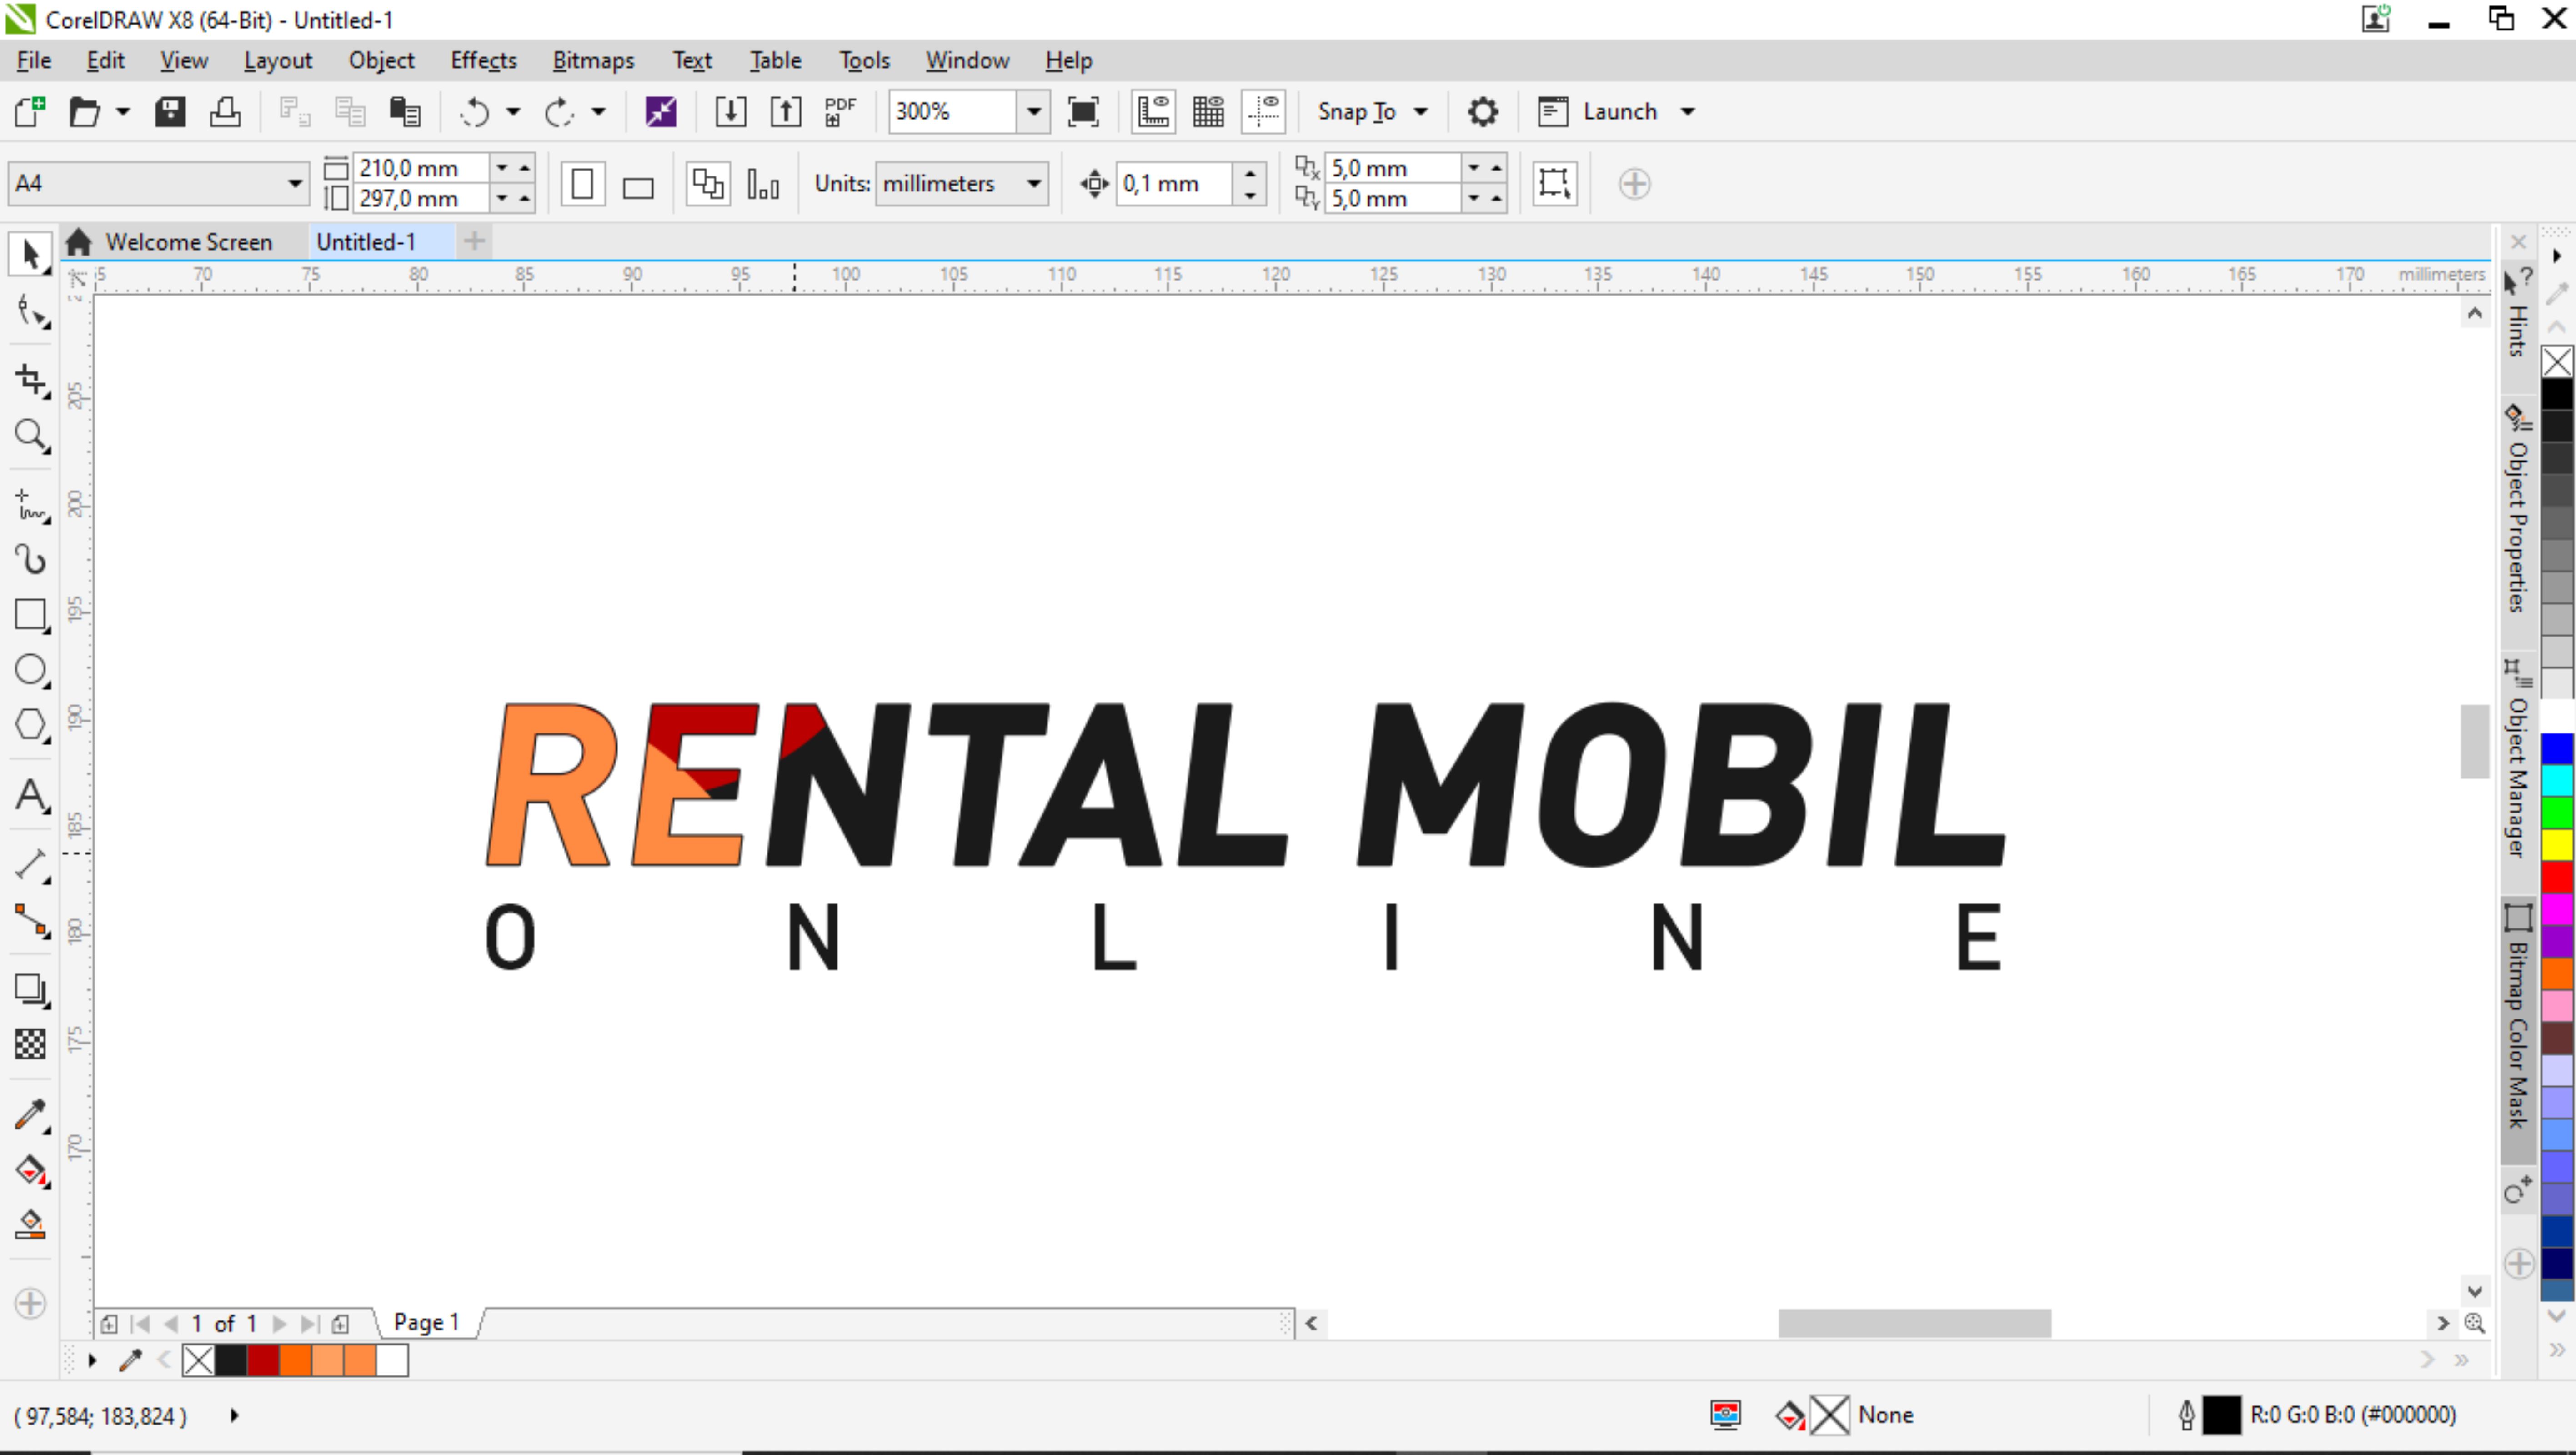 CorelDRAW X8 (64-Bit) - Untitled-1
File Edit View Layout Object Effects Bitmaps Text Table Tools Window Help
PDF 300% Snap To Launch
A4 210,0 mm 297,0 mm Units: millimeters 0,1 mm 5,0 mm 5,0 mm
Welcome Screen Untitled-1
70 75 80 85 90 95 100 105 110 115 120 125 130 135 140 145 150 155 160 165 170 millimeters
205
200
195
190
185
180
175
170
RENTAL MOBIL
O N L I N E
Hints
Object Properties
Object Manager
Bitmap Color Mask
1 of 1 Page 1
( 97,584; 183,824 ) None R:0 G:0 B:0 (#000000)